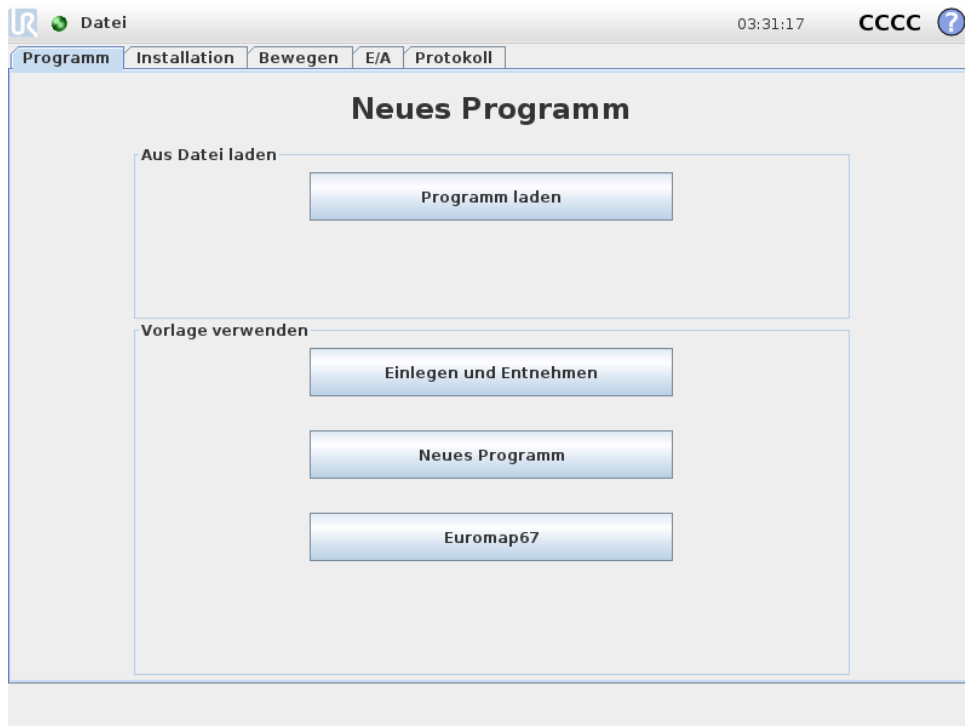 UR Datei 03:31:17 CCCC ?
Programm Installation Bewegen E/A Protokoll
Neues Programm
Aus Datei laden
Programm laden
Vorlage verwenden
Einlegen und Entnehmen
Neues Programm
Euromap67